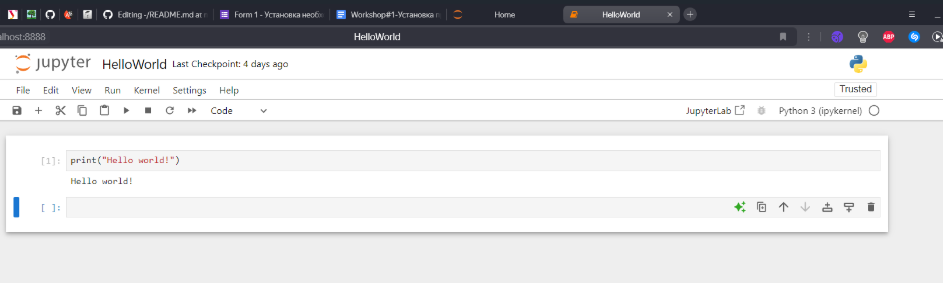 Editing -/README.md at m
Form 1 - Установка необх
Workshop#1-Установка п
Home
HelloWorld
lhost:8888
HelloWorld
ABP
jupyter HelloWorld Last Checkpoint: 4 days ago
File Edit View Run Kernel Settings Help
Trusted
Code
JupyterLab
Python 3 (ipykernel)
[1]: print("Hello world!")
Hello world!
[ ]: